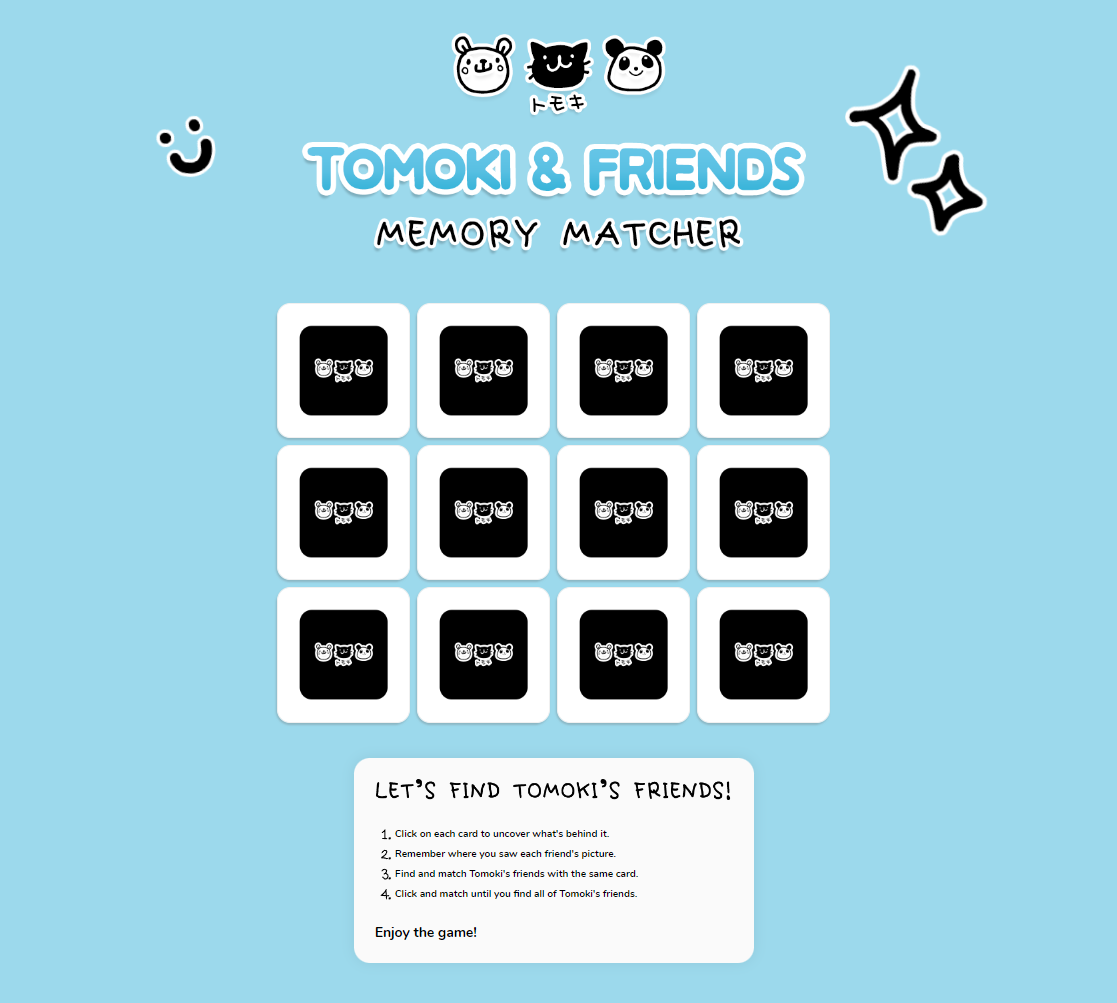 トモキ
TOMOKI & FRIENDS
MEMORY MATCHER
LET'S FIND TOMOKI'S FRIENDS!
1. Click on each card to uncover what's behind it.
2. Remember where you saw each friend's picture.
3. Find and match Tomoki's friends with the same card.
4. Click and match until you find all of Tomoki's friends.
Enjoy the game!